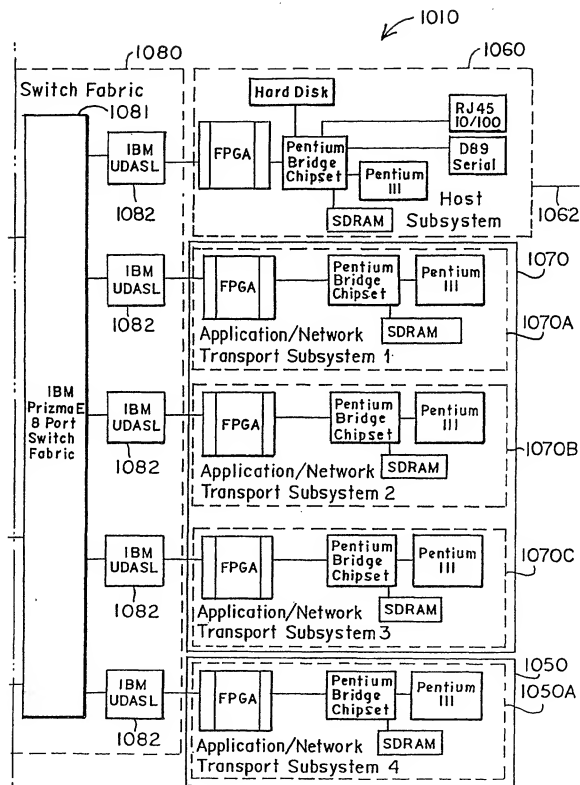 1010
1080
1060
Switch Fabric
1081
Hard Disk
RJ45
10/100
IBM
UDASL
1082
FPGA
Pentium
Bridge
Chipset
DB9
Serial
Pentium
III
SDRAM
Host
Subsystem
1062
IBM
UDASL
1082
FPGA
Pentium
Bridge
Chipset
Pentium
III
SDRAM
Application/Network
Transport Subsystem 1
1070
1070A
IBM
PrizmaE
8 Port
Switch
Fabric
IBM
UDASL
1082
FPGA
Pentium
Bridge
Chipset
Pentium
III
SDRAM
Application/Network
Transport Subsystem 2
1070B
IBM
UDASL
1082
FPGA
Pentium
Bridge
Chipset
Pentium
III
SDRAM
Application/Network
Transport Subsystem 3
1070C
IBM
UDASL
1082
FPGA
Pentium
Bridge
Chipset
Pentium
III
SDRAM
Application/Network
Transport Subsystem 4
1050
1050A